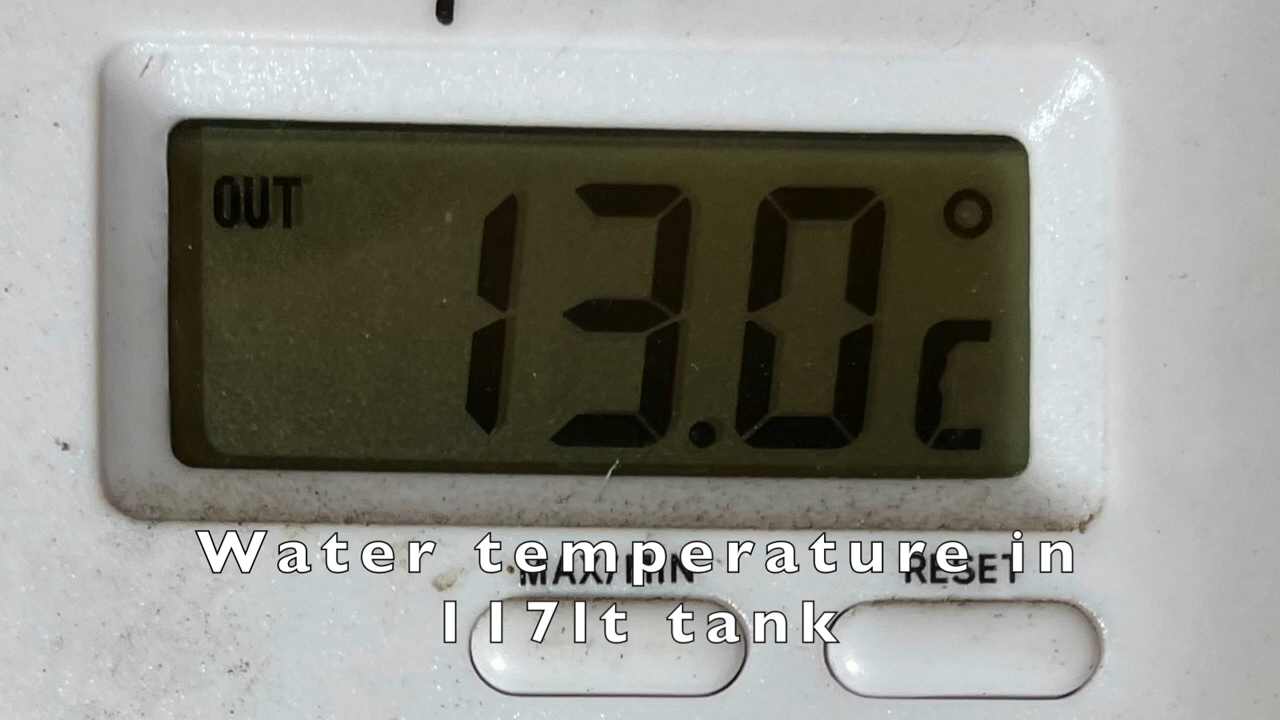 OUT
13.0°C
MAX/MIN RESET
Water temperature in
117lt tank